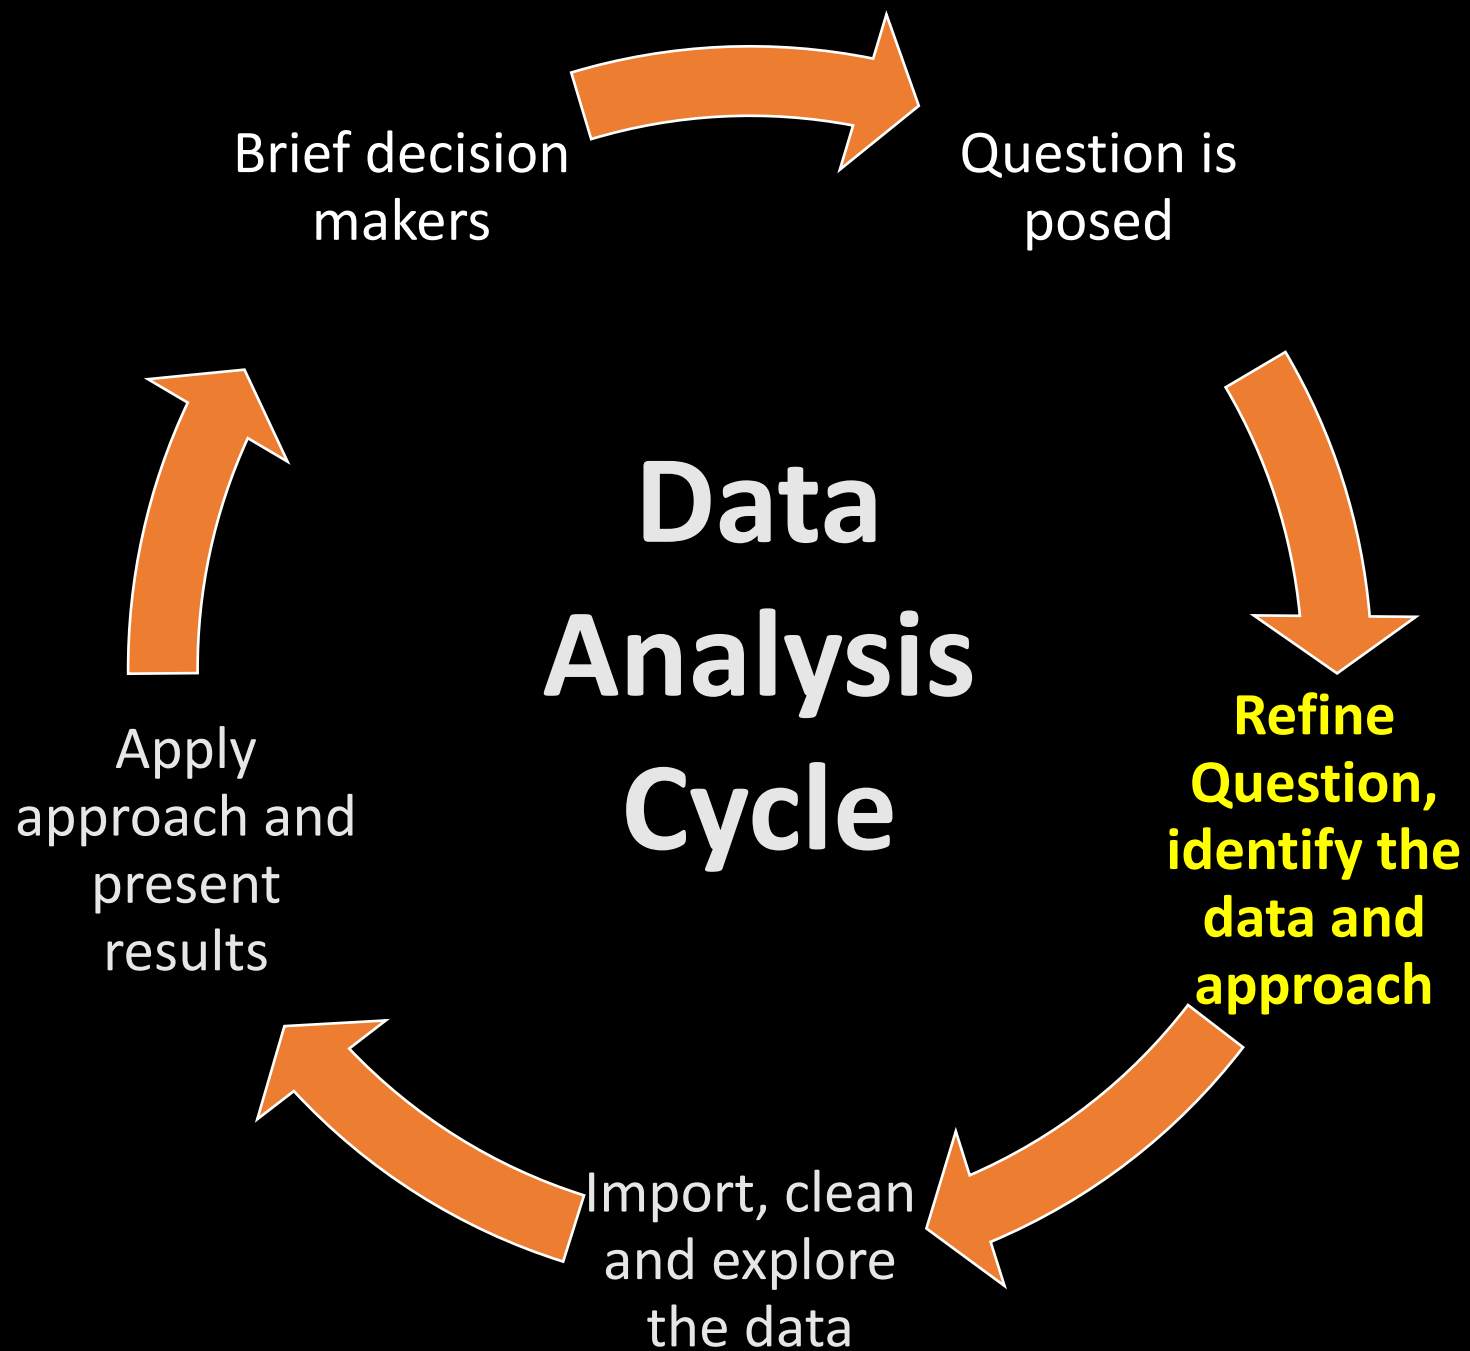 Brief decision
makers
Question is
posed
Data
Analysis
Cycle
Refine
Question,
identify the
data and
approach
Import, clean
and explore
the data
Apply
approach and
present
results